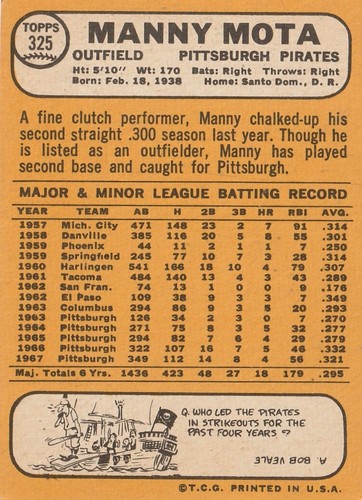 TOPPS
325
MANNY MOTA
OUTFIELD PITTSBURGH PIRATES
Ht: 5'10" Wt: 170 Bats: Right Throws: Right
Born: Feb. 18, 1938 Home: Santo Dom., D. R.
A fine clutch performer, Manny chalked-up his
second straight .300 season last year. Though he
is listed as an outfielder, Manny has played
second base and caught for Pittsburgh.
MAJOR & MINOR LEAGUE BATTING RECORD
YEAR TEAM AB H 2B 3B HR RBI AVG.
1957 Mich. City 471 148 23 2 7 91 .314
1958 Danville 385 116 20 5 8 55 .301
1959 Phoenix 44 11 2 1 1 7 .250
1959 Springfield 245 77 10 7 3 28 .314
1960 Harlingen 541 166 18 10 4 79 .307
1961 Tacoma 484 140 13 4 3 43 .289
1962 San Fran. 74 13 1 0 0 9 .176
1962 El Paso 109 38 9 3 3 7 .349
1963 Columbus 294 86 9 3 5 20 .293
1963 Pittsburgh 126 34 2 3 0 7 .270
1964 Pittsburgh 271 75 8 3 5 32 .277
1965 Pittsburgh 294 82 7 6 4 29 .279
1966 Pittsburgh 322 107 16 7 5 46 .332
1967 Pittsburgh 349 112 14 8 4 56 .321
Maj. Totals 6 Yrs. 1436 423 48 27 18 179 .295
Q. WHO LED THE PIRATES
IN STRIKEOUTS FOR THE
PAST FOUR YEARS?
A. BOB VEALE
©T.C.G. PRINTED IN U.S.A.